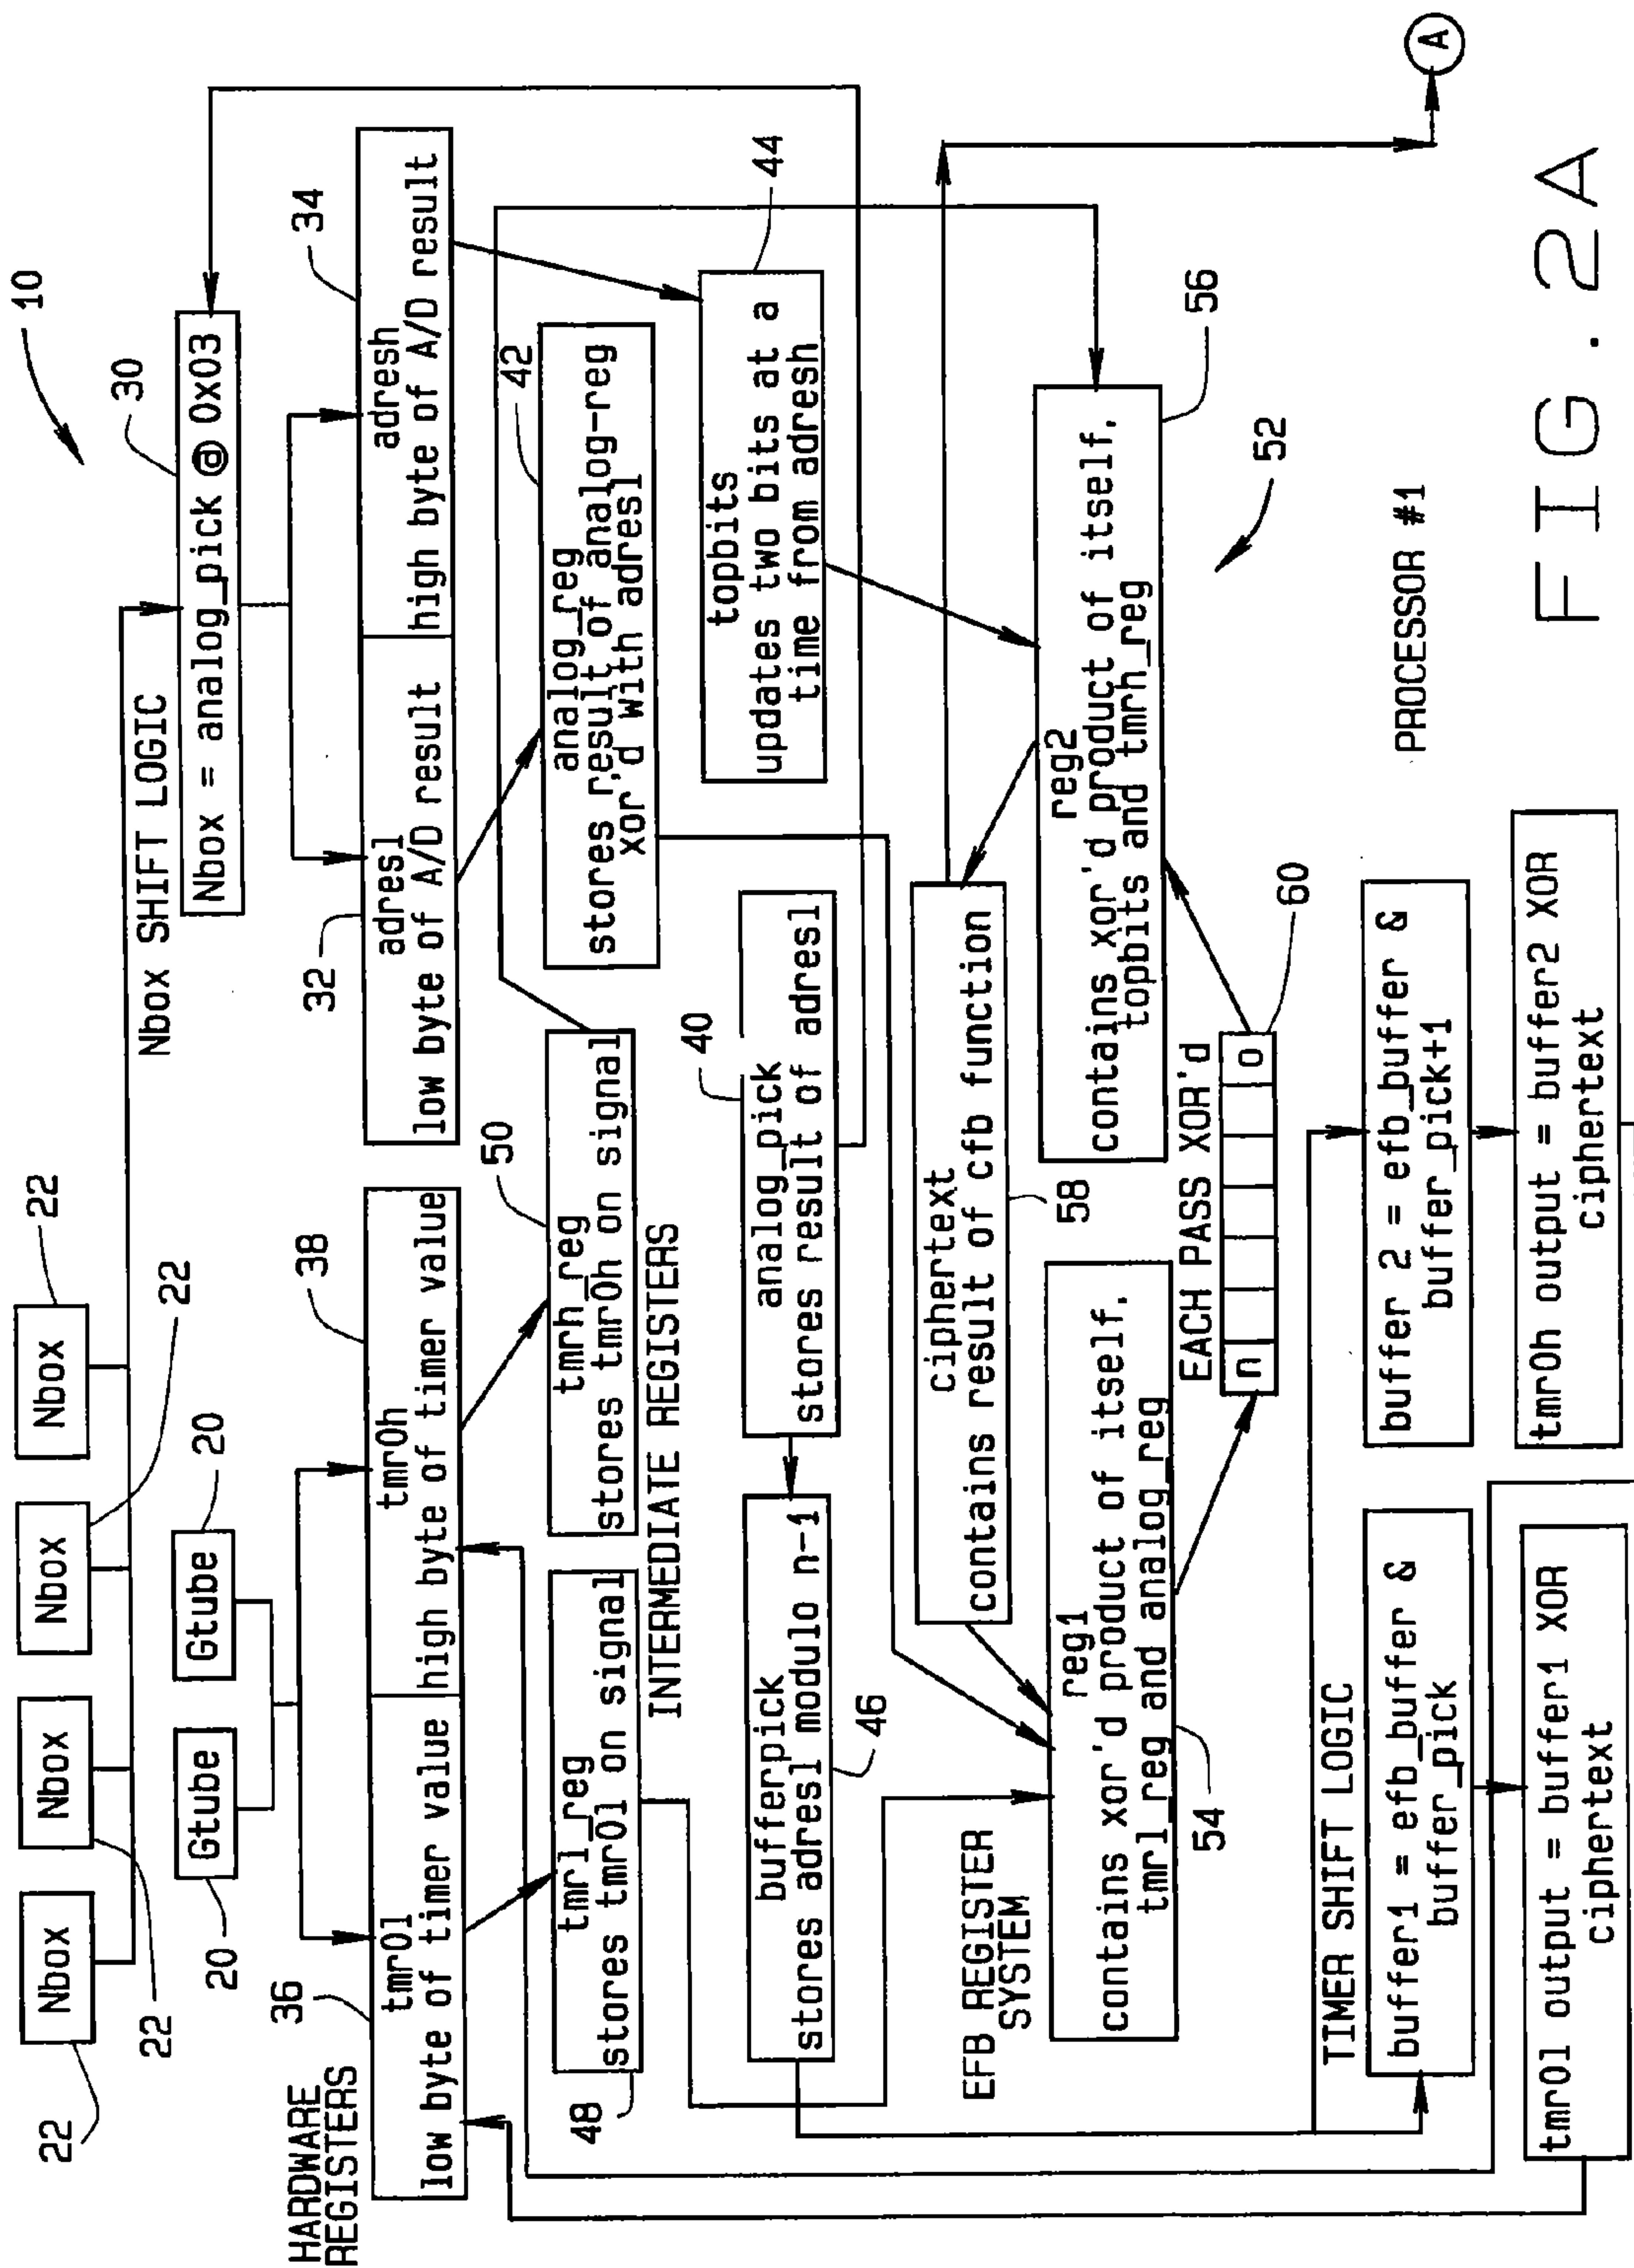 10
22
Nbox
Nbox
Nbox
Nbox
22
22
22
Nbox SHIFT LOGIC
30
Nbox = analog_pick @ 0x03
20
Gtube
Gtube
20
HARDWARE
REGISTERS
36
tmr0l
low byte of timer value
38
tmr0h
high byte of timer value
32
adresl
low byte of A/D result
34
adresh
high byte of A/D result
48
tmrl_reg
stores tmr0l on signal
50
tmrh_reg
stores tmr0h on signal
42
analog_reg
stores result of analog-reg
xor'd with adresl
INTERMEDIATE REGISTERS
bufferpick
stores adresl modulo n-1
46
40
analog_pick
stores result of adresl
44
topbits
updates two bits at a
time from adresh
ciphertext
contains result of cfb function
58
EFB REGISTER
SYSTEM
reg1
contains xor'd product of itself,
tmrl_reg and analog_reg
54
reg2
contains xor'd product of itself,
topbits and tmrh_reg
56
EACH PASS XOR'd
n
0
60
52
TIMER SHIFT LOGIC
buffer1 = efb_buffer &
buffer_pick
buffer 2 = efb_buffer &
buffer_pick+1
tmr0l output = buffer1 XOR
ciphertext
tmr0h output = buffer2 XOR
ciphertext
PROCESSOR #1
A
FIG. 2A